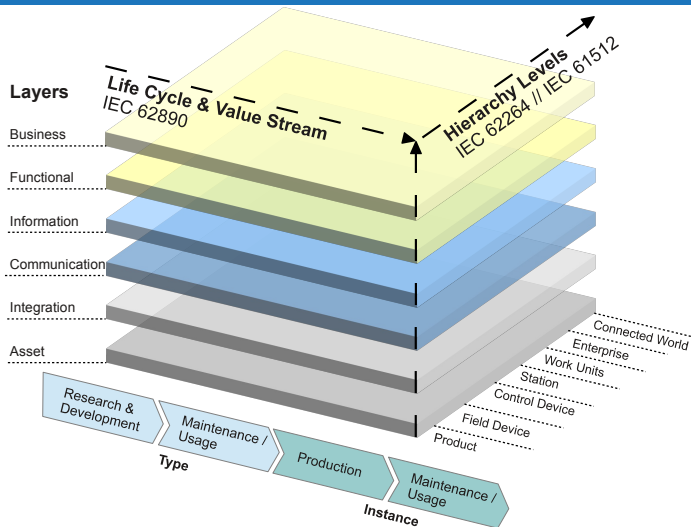 Life Cycle & Value Stream
IEC 62890
Hierarchy Levels
IEC 62264 // IEC 61512
Layers
Business
Functional
Information
Communication
Integration
Asset
Connected World
Enterprise
Work Units
Station
Control Device
Field Device
Product
Research &
Development
Maintenance /
Usage
Type
Production
Maintenance /
Usage
Instance